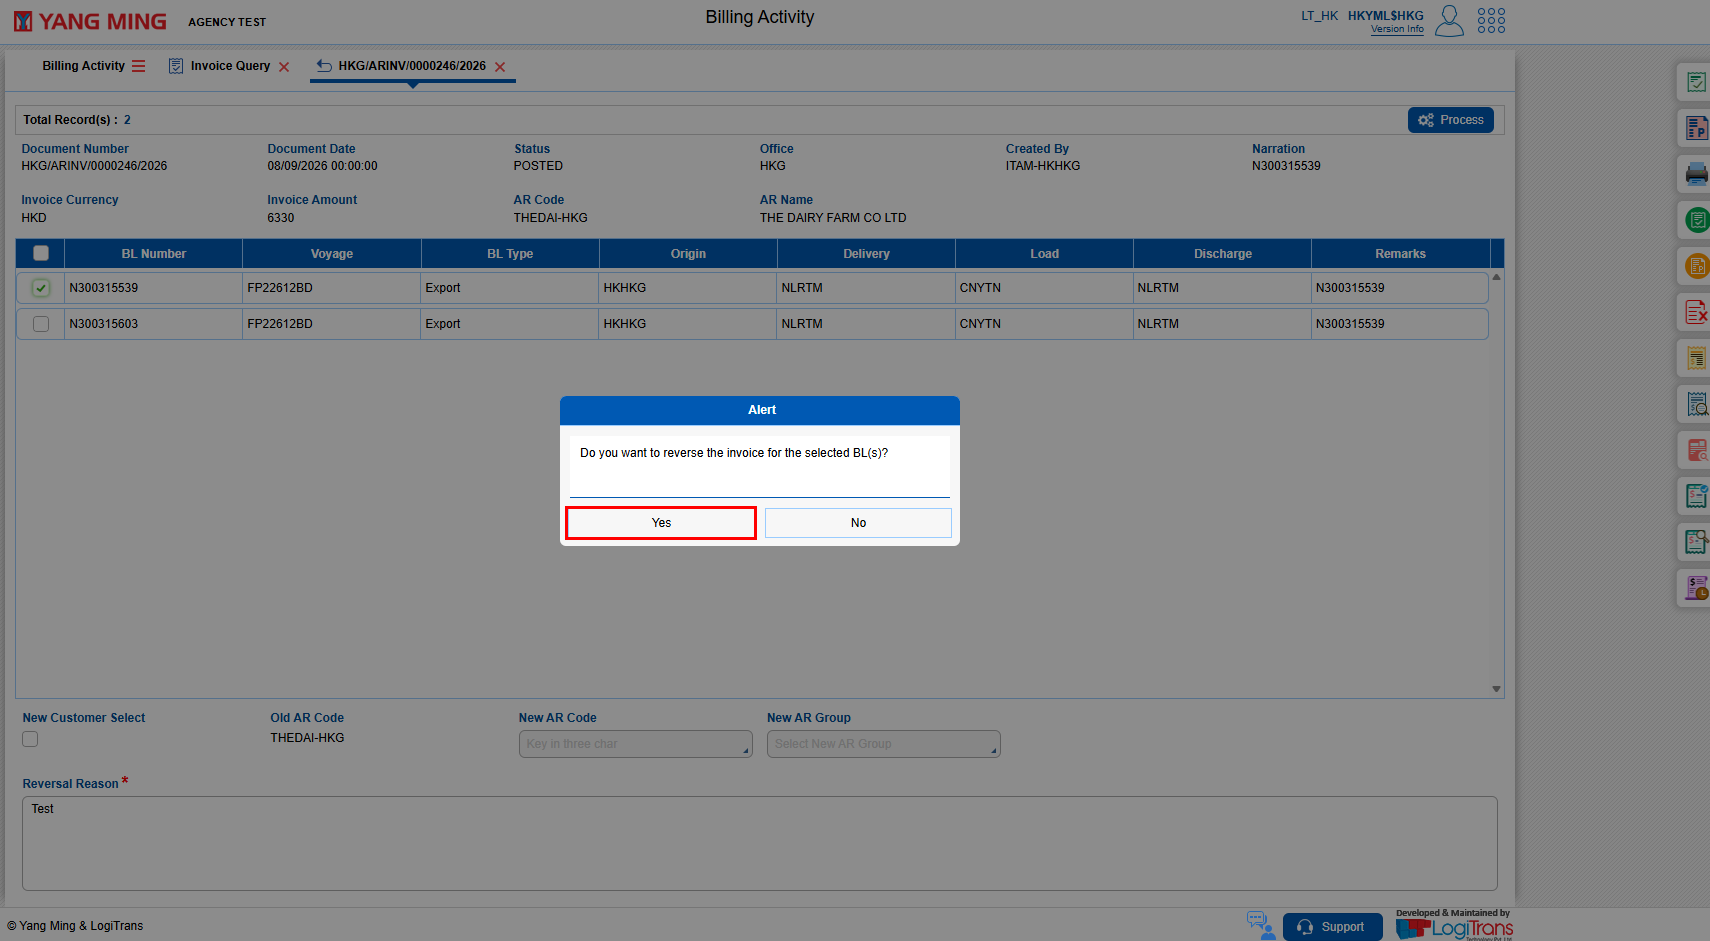 YANG MING AGENCY TEST
Billing Activity
LT_HK HKYML$HKG
Version Info
Billing Activity Invoice Query HKG/ARINV/0000246/2026
Total Record(s) : 2 Process
Document Number Document Date Status Office Created By Narration
HKG/ARINV/0000246/2026 08/09/2026 00:00:00 POSTED HKG ITAM-HKHKG N300315539
Invoice Currency Invoice Amount AR Code AR Name
HKD 6330 THEDAI-HKG THE DAIRY FARM CO LTD
BL Number Voyage BL Type Origin Delivery Load Discharge Remarks
N300315539 FP22612BD Export HKHKG NLRTM CNYTN NLRTM N300315539
N300315603 FP22612BD Export HKHKG NLRTM CNYTN NLRTM N300315539
Alert
Do you want to reverse the invoice for the selected BL(s)?
Yes No
New Customer Select Old AR Code New AR Code New AR Group
THEDAI-HKG Key in three char Select New AR Group
Reversal Reason *
Test
© Yang Ming & LogiTrans Support
Developed & Maintained by
LogiTrans
Technology Pvt. Ltd.